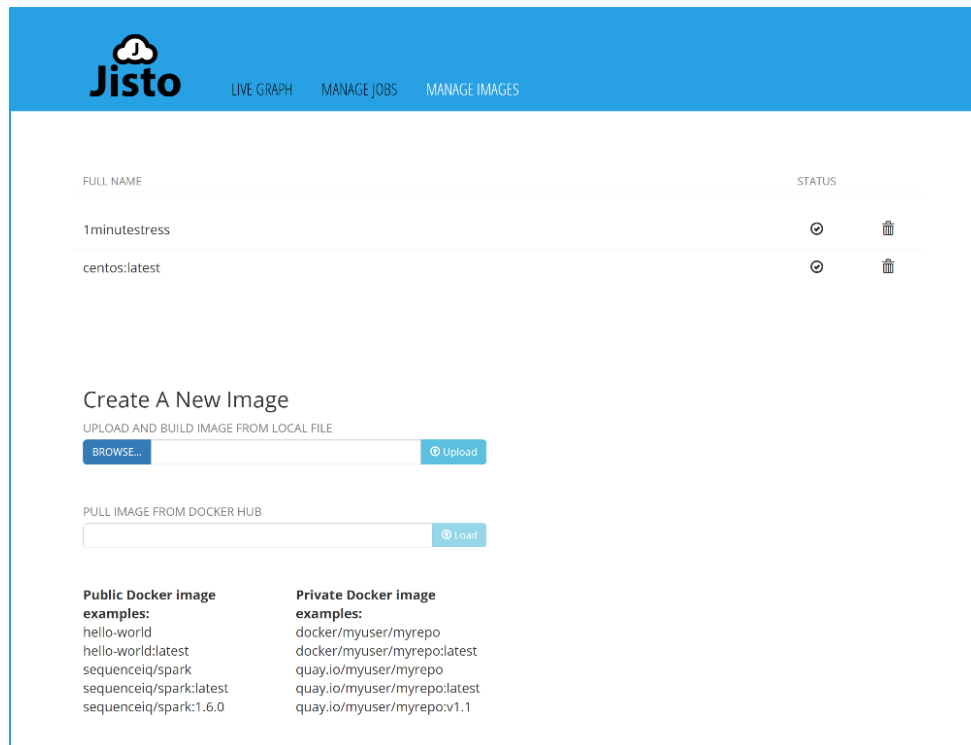 J
Jisto
LIVE GRAPH MANAGE JOBS MANAGE IMAGES
FULL NAME STATUS
1minutestress
centos:latest
Create A New Image
UPLOAD AND BUILD IMAGE FROM LOCAL FILE
BROWSE... Upload
PULL IMAGE FROM DOCKER HUB
Load
Public Docker image Private Docker image
examples: examples:
hello-world docker/myuser/myrepo
hello-world:latest docker/myuser/myrepo:latest
sequenceiq/spark quay.io/myuser/myrepo
sequenceiq/spark:latest quay.io/myuser/myrepo:latest
sequenceiq/spark:1.6.0 quay.io/myuser/myrepo:v1.1